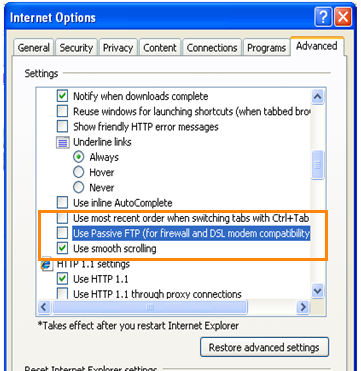 Internet Options
General Security Privacy Content Connections Programs Advanced
Settings
Notify when downloads complete
Reuse windows for launching shortcuts (when tabbed
Show friendly HTTP error messages
Underline links
Always
Hover
Never
Use inline AutoComplete
Use most recent order when switching tabs with Ctrl+Tab
Use Passive FTP (for firewall and DSL modem compatibility
Use smooth scrolling
HTTP 1.1 settings
Use HTTP 1.1
Use HTTP 1.1 through proxy connections
*Takes effect after you restart Internet Explorer
Restore advanced settings
Reset Internet Explorer settings